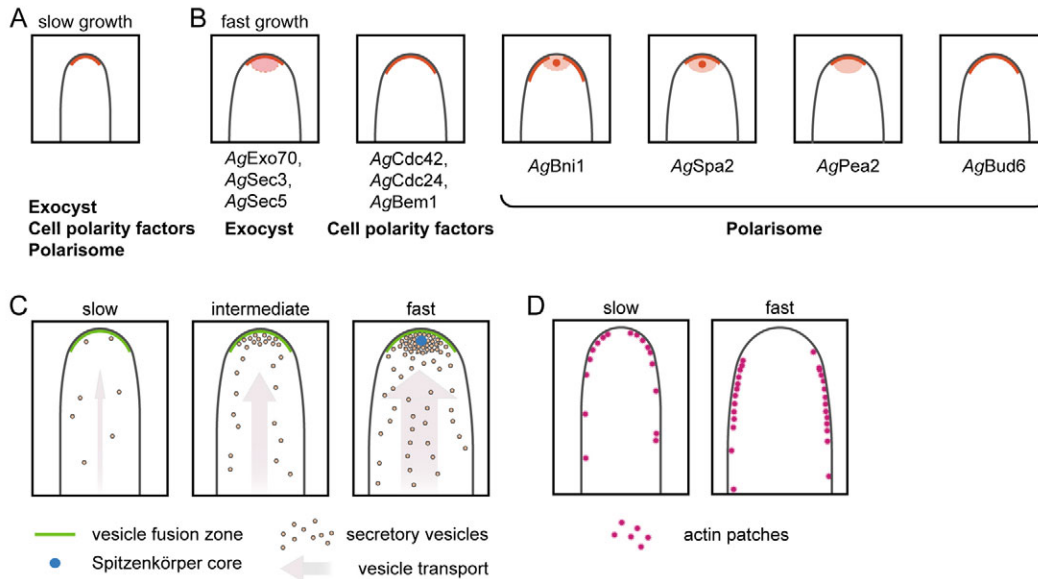 A
slow growth
Exocyst
Cell polarity factors
Polarisome
B
fast growth
AgExo70,
AgSec3,
AgSec5
Exocyst
AgCdc42,
AgCdc24,
AgBem1
Cell polarity factors
AgBni1
AgSpa2
AgPea2
AgBud6
Polarisome
C
slow
intermediate
fast
vesicle fusion zone
Spitzenkörper core
secretory vesicles
vesicle transport
D
slow
fast
actin patches